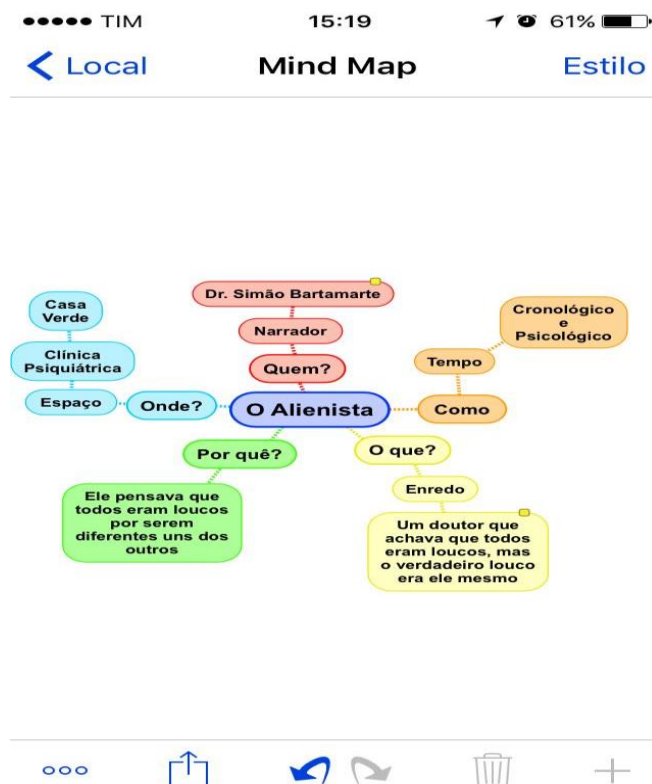 TIM 15:19 61%
Local Mind Map Estilo
Dr. Simão Bartamarte
Narrador
Quem?
Casa
Verde
Clínica
Psiquiátrica
Espaço
Onde?
O Alienista
Como
Tempo
Cronológico
e
Psicológico
Por quê?
Ele pensava que
todos eram loucos
por serem
diferentes uns dos
outros
O que?
Enredo
Um doutor que
achava que todos
eram loucos, mas
o verdadeiro louco
era ele mesmo